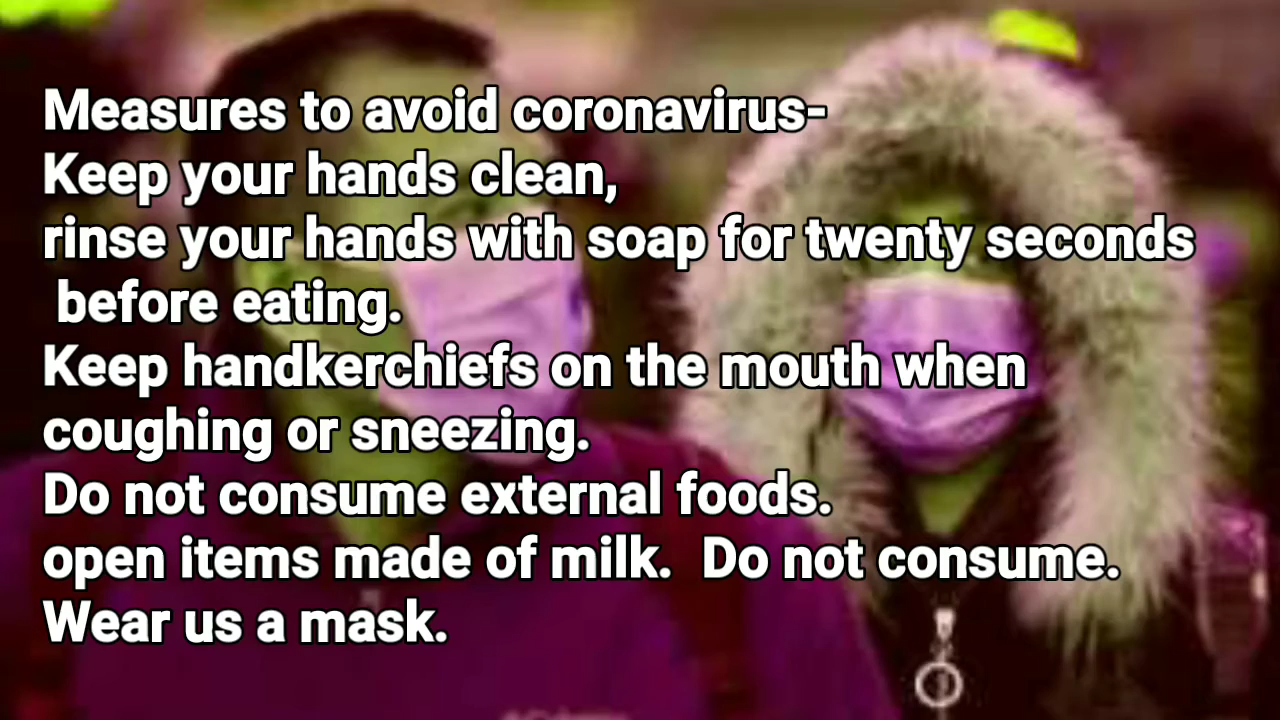 Measures to avoid coronavirus-
Keep your hands clean,
rinse your hands with soap for twenty seconds
before eating.
Keep handkerchiefs on the mouth when
coughing or sneezing.
Do not consume external foods.
open items made of milk.  Do not consume.
Wear us a mask.